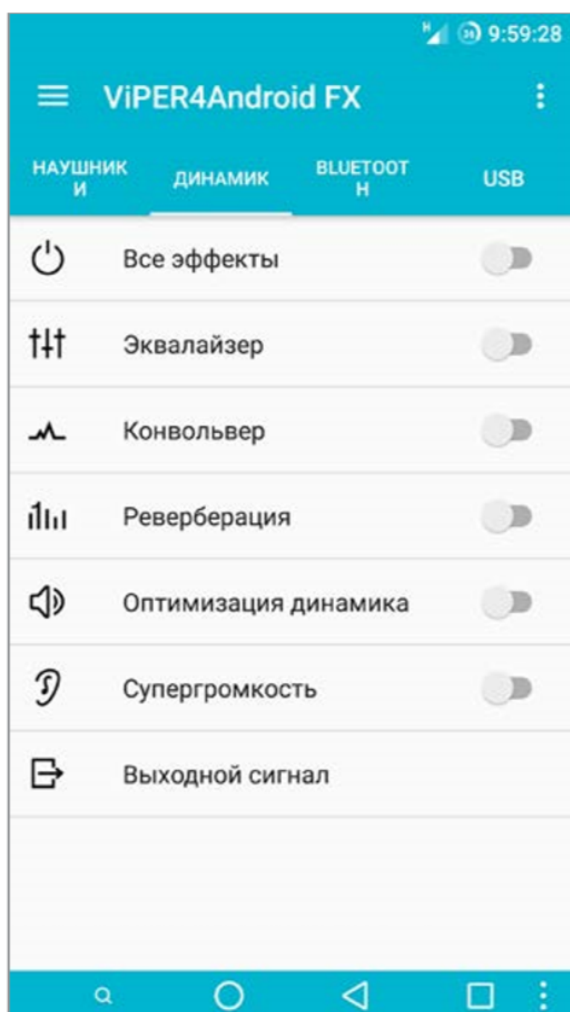 H 36 9:59:28
ViPER4Android FX
НАУШНИК
И
ДИНАМИК
BLUETOOT
H
USB
Все эффекты
Эквалайзер
Конвольвер
Реверберация
Оптимизация динамика
Супергромкость
Выходной сигнал